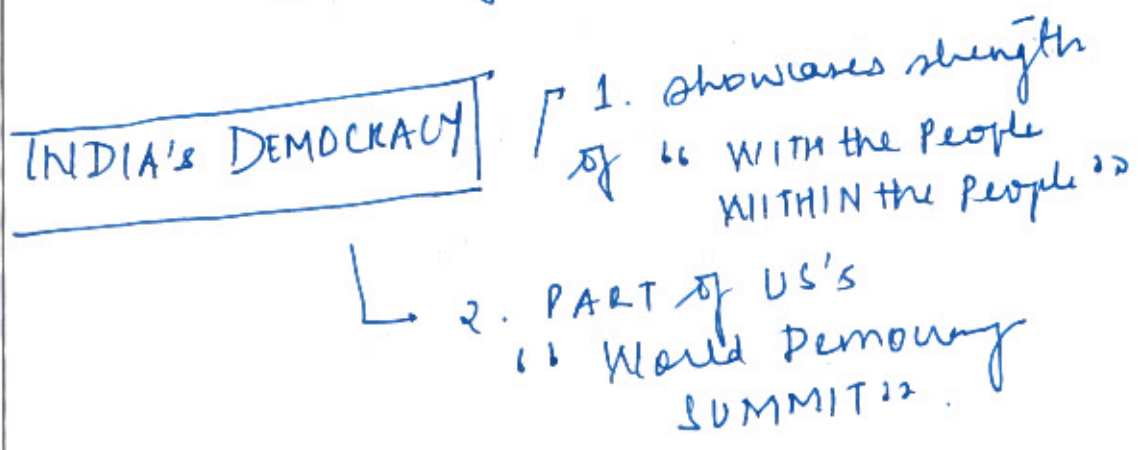 INDIA's DEMOCRACY
1. showcases strength
of "WITH the People
WITHIN the People"
2. PART of US's
"World Democracy
SUMMIT".